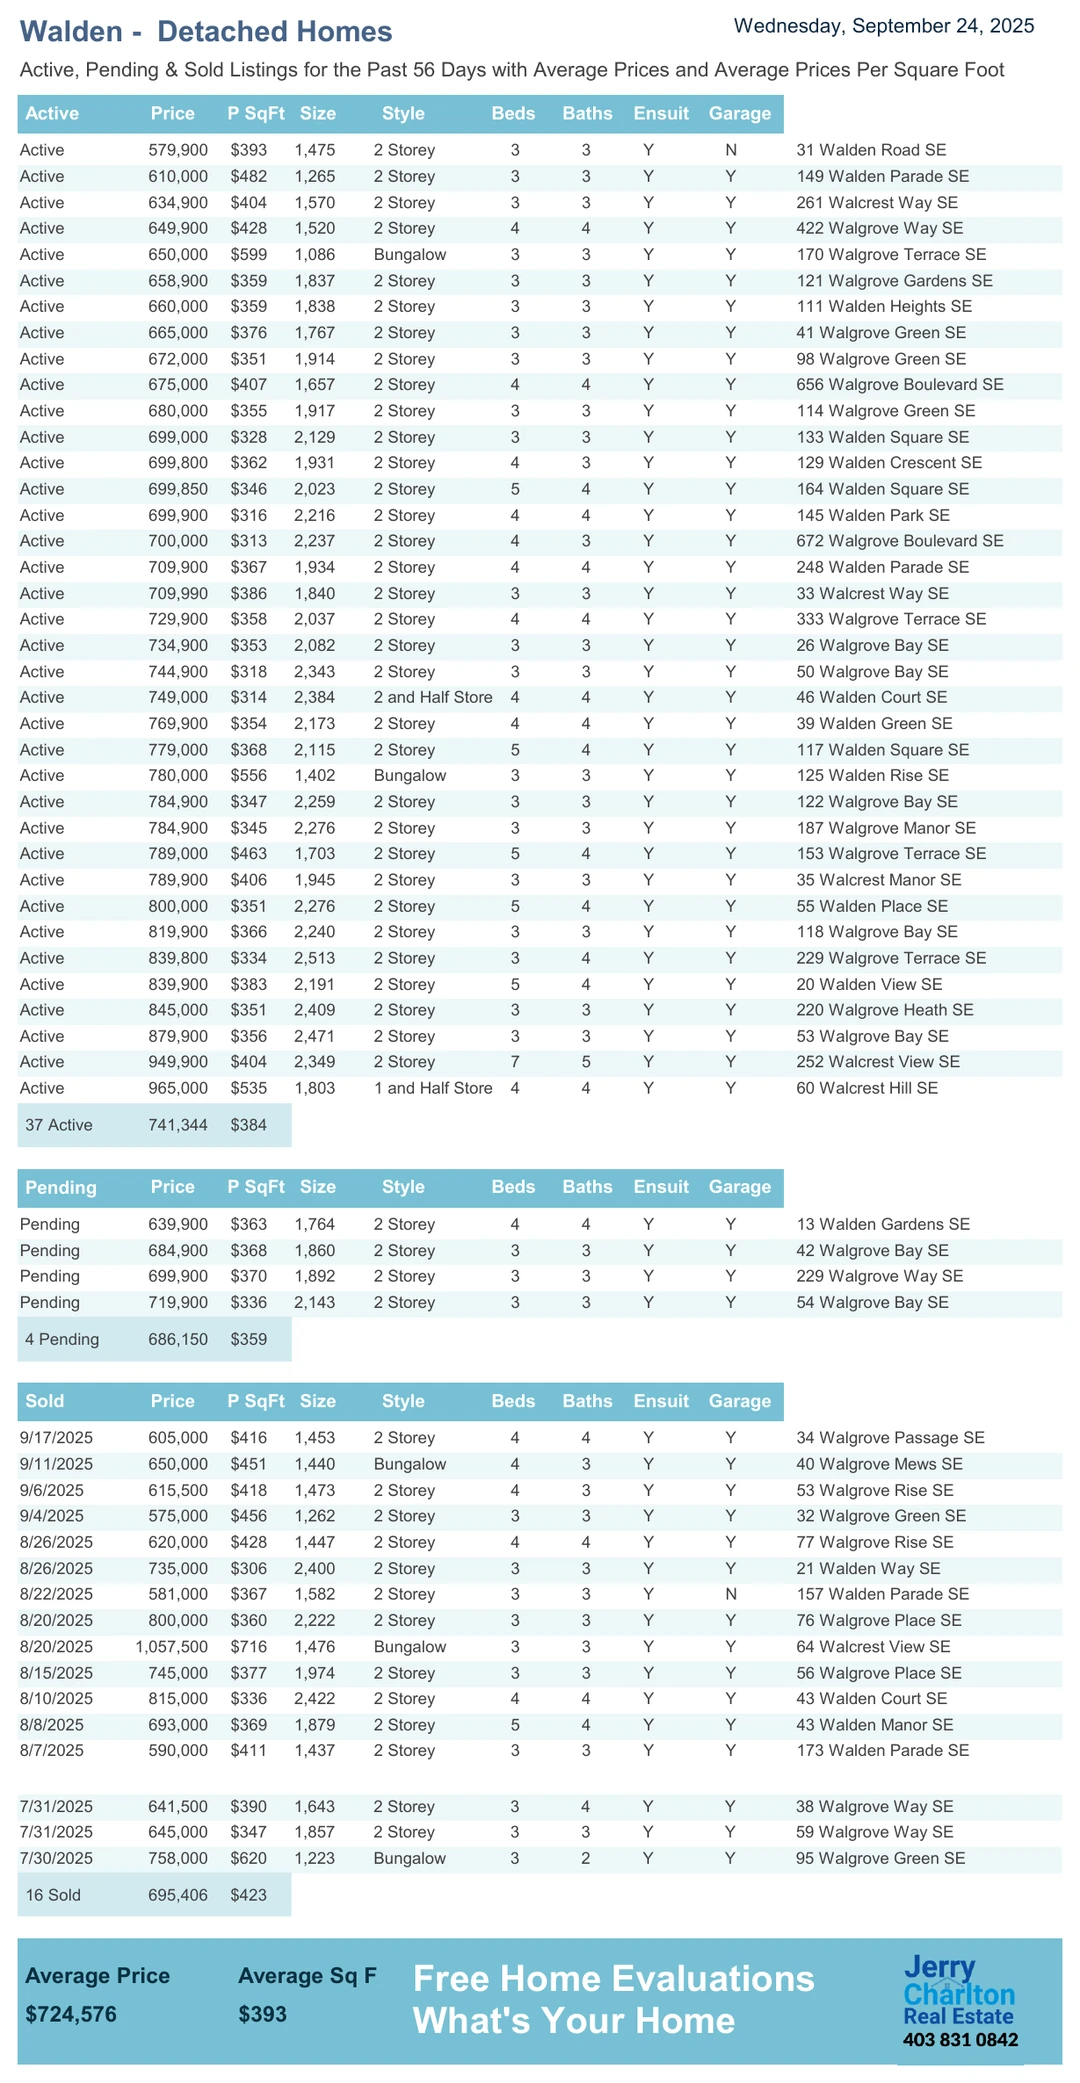 Walden -  Detached Homes
Wednesday, September 24, 2025
Active, Pending & Sold Listings for the Past 56 Days with Average Prices and Average Prices Per Square Foot
Active Price P SqFt Size Style Beds Baths Ensuit Garage
Active 579,900 $393 1,475 2 Storey 3 3 Y N 31 Walden Road SE
Active 610,000 $482 1,265 2 Storey 3 3 Y Y 149 Walden Parade SE
Active 634,900 $404 1,570 2 Storey 3 3 Y Y 261 Walcrest Way SE
Active 649,900 $428 1,520 2 Storey 4 4 Y Y 422 Walgrove Way SE
Active 650,000 $599 1,086 Bungalow 3 3 Y Y 170 Walgrove Terrace SE
Active 658,900 $359 1,837 2 Storey 3 3 Y Y 121 Walgrove Gardens SE
Active 660,000 $359 1,838 2 Storey 3 3 Y Y 111 Walden Heights SE
Active 665,000 $376 1,767 2 Storey 3 3 Y Y 41 Walgrove Green SE
Active 672,000 $351 1,914 2 Storey 3 3 Y Y 98 Walgrove Green SE
Active 675,000 $407 1,657 2 Storey 4 4 Y Y 656 Walgrove Boulevard SE
Active 680,000 $355 1,917 2 Storey 3 3 Y Y 114 Walgrove Green SE
Active 699,000 $328 2,129 2 Storey 3 3 Y Y 133 Walden Square SE
Active 699,800 $362 1,931 2 Storey 4 3 Y Y 129 Walden Crescent SE
Active 699,850 $346 2,023 2 Storey 5 4 Y Y 164 Walden Square SE
Active 699,900 $316 2,216 2 Storey 4 4 Y Y 145 Walden Park SE
Active 700,000 $313 2,237 2 Storey 4 3 Y Y 672 Walgrove Boulevard SE
Active 709,900 $367 1,934 2 Storey 4 4 Y Y 248 Walden Parade SE
Active 709,990 $386 1,840 2 Storey 3 3 Y Y 33 Walcrest Way SE
Active 729,900 $358 2,037 2 Storey 4 4 Y Y 333 Walgrove Terrace SE
Active 734,900 $353 2,082 2 Storey 3 3 Y Y 26 Walgrove Bay SE
Active 744,900 $318 2,343 2 Storey 3 3 Y Y 50 Walgrove Bay SE
Active 749,000 $314 2,384 2 and Half Store 4 4 Y Y 46 Walden Court SE
Active 769,900 $354 2,173 2 Storey 4 4 Y Y 39 Walden Green SE
Active 779,000 $368 2,115 2 Storey 5 4 Y Y 117 Walden Square SE
Active 780,000 $556 1,402 Bungalow 3 3 Y Y 125 Walden Rise SE
Active 784,900 $347 2,259 2 Storey 3 3 Y Y 122 Walgrove Bay SE
Active 784,900 $345 2,276 2 Storey 3 3 Y Y 187 Walgrove Manor SE
Active 789,000 $463 1,703 2 Storey 5 4 Y Y 153 Walgrove Terrace SE
Active 789,900 $406 1,945 2 Storey 3 3 Y Y 35 Walcrest Manor SE
Active 800,000 $351 2,276 2 Storey 5 4 Y Y 55 Walden Place SE
Active 819,900 $366 2,240 2 Storey 3 3 Y Y 118 Walgrove Bay SE
Active 839,800 $334 2,513 2 Storey 3 4 Y Y 229 Walgrove Terrace SE
Active 839,900 $383 2,191 2 Storey 5 4 Y Y 20 Walden View SE
Active 845,000 $351 2,409 2 Storey 3 3 Y Y 220 Walgrove Heath SE
Active 879,900 $356 2,471 2 Storey 3 3 Y Y 53 Walgrove Bay SE
Active 949,900 $404 2,349 2 Storey 7 5 Y Y 252 Walcrest View SE
Active 965,000 $535 1,803 1 and Half Store 4 4 Y Y 60 Walcrest Hill SE
37 Active 741,344 $384
Pending Price P SqFt Size Style Beds Baths Ensuit Garage
Pending 639,900 $363 1,764 2 Storey 4 4 Y Y 13 Walden Gardens SE
Pending 684,900 $368 1,860 2 Storey 3 3 Y Y 42 Walgrove Bay SE
Pending 699,900 $370 1,892 2 Storey 3 3 Y Y 229 Walgrove Way SE
Pending 719,900 $336 2,143 2 Storey 3 3 Y Y 54 Walgrove Bay SE
4 Pending 686,150 $359
Sold Price P SqFt Size Style Beds Baths Ensuit Garage
9/17/2025 605,000 $416 1,453 2 Storey 4 4 Y Y 34 Walgrove Passage SE
9/11/2025 650,000 $451 1,440 Bungalow 4 3 Y Y 40 Walgrove Mews SE
9/6/2025 615,500 $418 1,473 2 Storey 4 3 Y Y 53 Walgrove Rise SE
9/4/2025 575,000 $456 1,262 2 Storey 3 3 Y Y 32 Walgrove Green SE
8/26/2025 620,000 $428 1,447 2 Storey 4 4 Y Y 77 Walgrove Rise SE
8/26/2025 735,000 $306 2,400 2 Storey 3 3 Y Y 21 Walden Way SE
8/22/2025 581,000 $367 1,582 2 Storey 3 3 Y N 157 Walden Parade SE
8/20/2025 800,000 $360 2,222 2 Storey 3 3 Y Y 76 Walgrove Place SE
8/20/2025 1,057,500 $716 1,476 Bungalow 3 3 Y Y 64 Walcrest View SE
8/15/2025 745,000 $377 1,974 2 Storey 3 3 Y Y 56 Walgrove Place SE
8/10/2025 815,000 $336 2,422 2 Storey 4 4 Y Y 43 Walden Court SE
8/8/2025 693,000 $369 1,879 2 Storey 5 4 Y Y 43 Walden Manor SE
8/7/2025 590,000 $411 1,437 2 Storey 3 3 Y Y 173 Walden Parade SE
7/31/2025 641,500 $390 1,643 2 Storey 3 4 Y Y 38 Walgrove Way SE
7/31/2025 645,000 $347 1,857 2 Storey 3 3 Y Y 59 Walgrove Way SE
7/30/2025 758,000 $620 1,223 Bungalow 3 2 Y Y 95 Walgrove Green SE
16 Sold 695,406 $423
Average Price Average Sq F
$724,576 $393
Free Home Evaluations
What's Your Home
Jerry
Charlton
Real Estate
403 831 0842